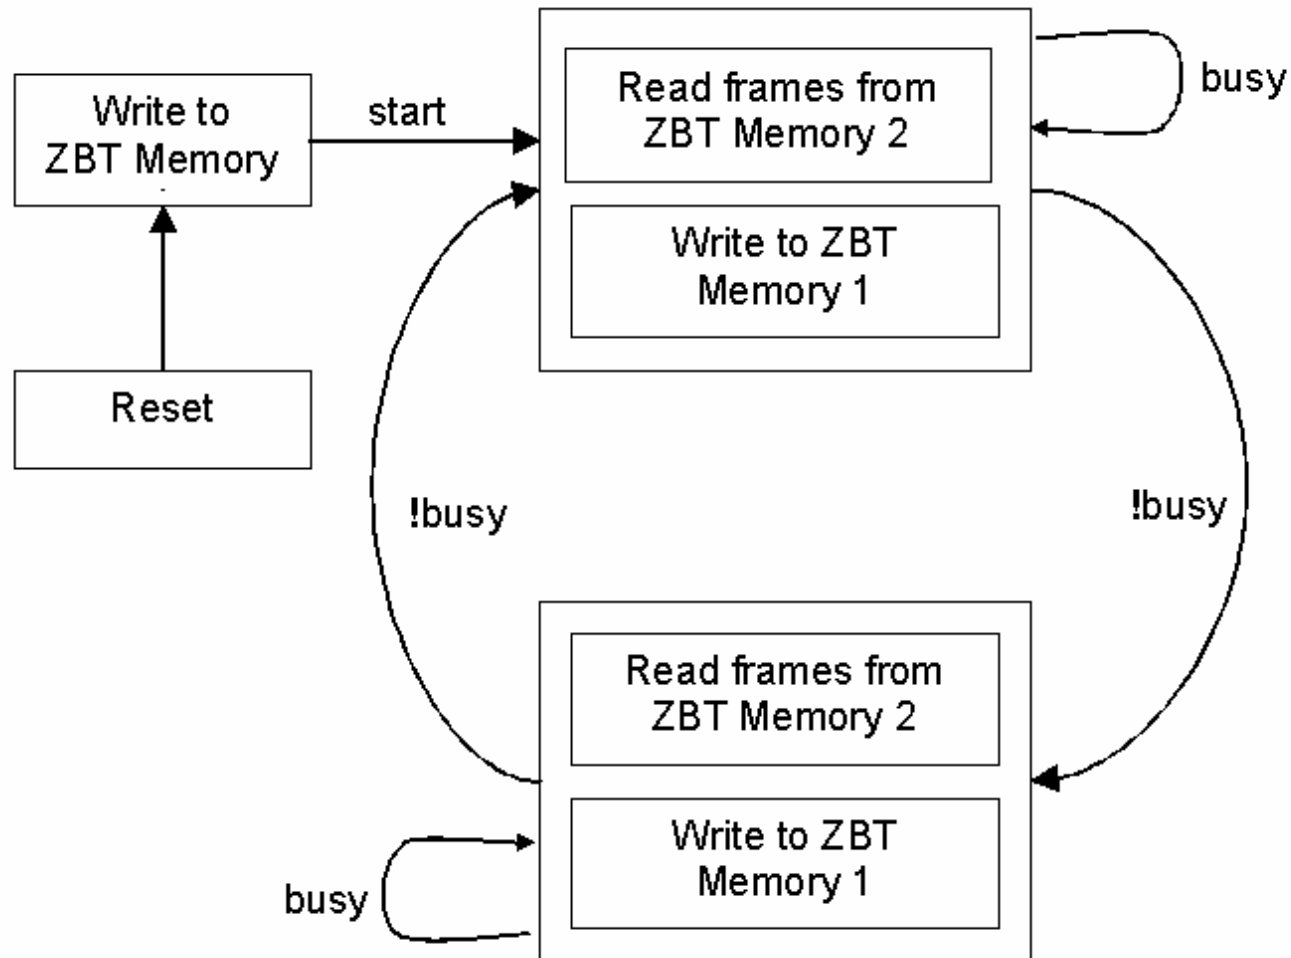 Write to
ZBT Memory
start
Read frames from
ZBT Memory 2
busy
Write to ZBT
Memory 1
Reset
!busy
!busy
Read frames from
ZBT Memory 2
Write to ZBT
Memory 1
busy